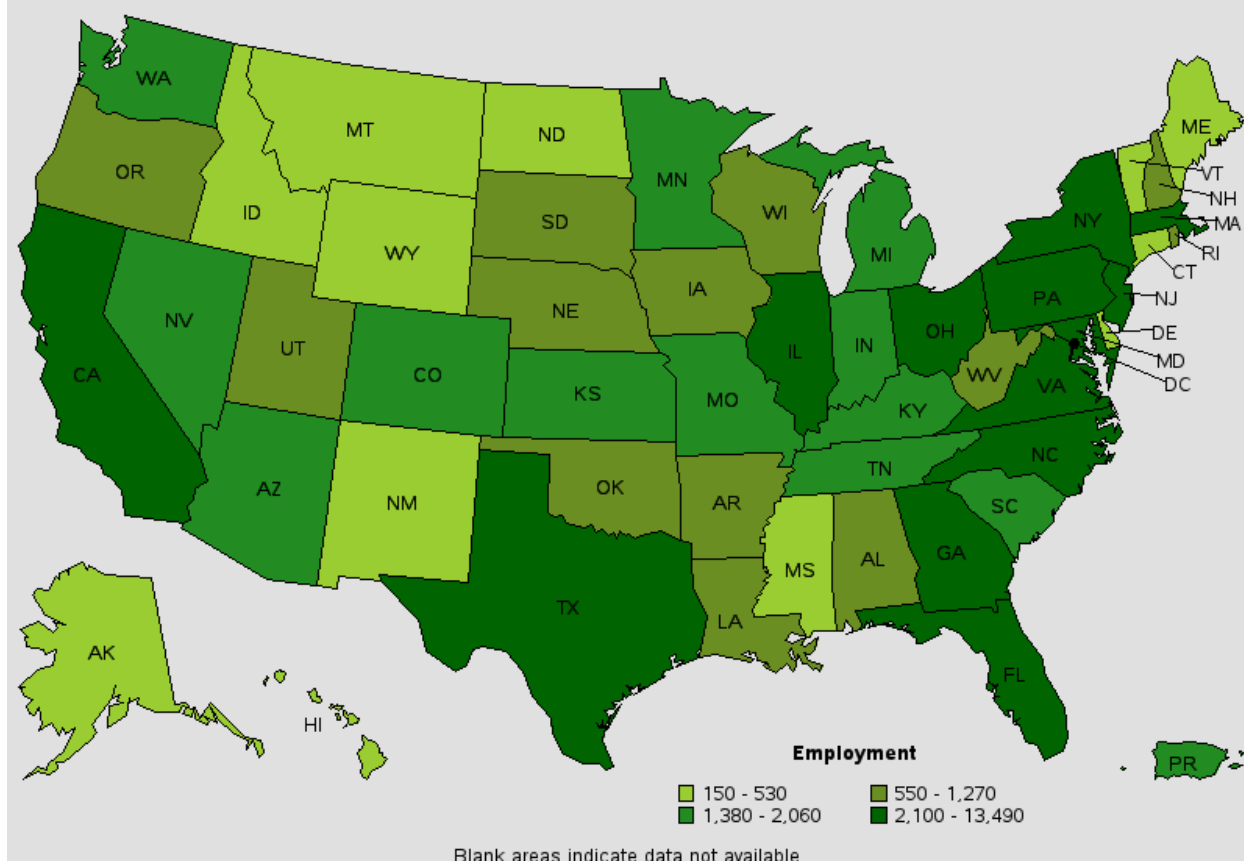 WA
MT
ND
ME
OR
MN
VT
ID
SD
WI
NH
NY
MA
WY
MI
RI
CT
IA
PA
NJ
NV
NE
OH
UT
IL
IN
DE
CA
CO
MD
WV
VA
DC
KS
MO
KY
NC
TN
AZ
OK
NM
AR
SC
GA
MS
AL
TX
LA
AK
FL
HI
Employment
PR
150 - 530 550 - 1,270
1,380 - 2,060 2,100 - 13,490
Blank areas indicate data not available